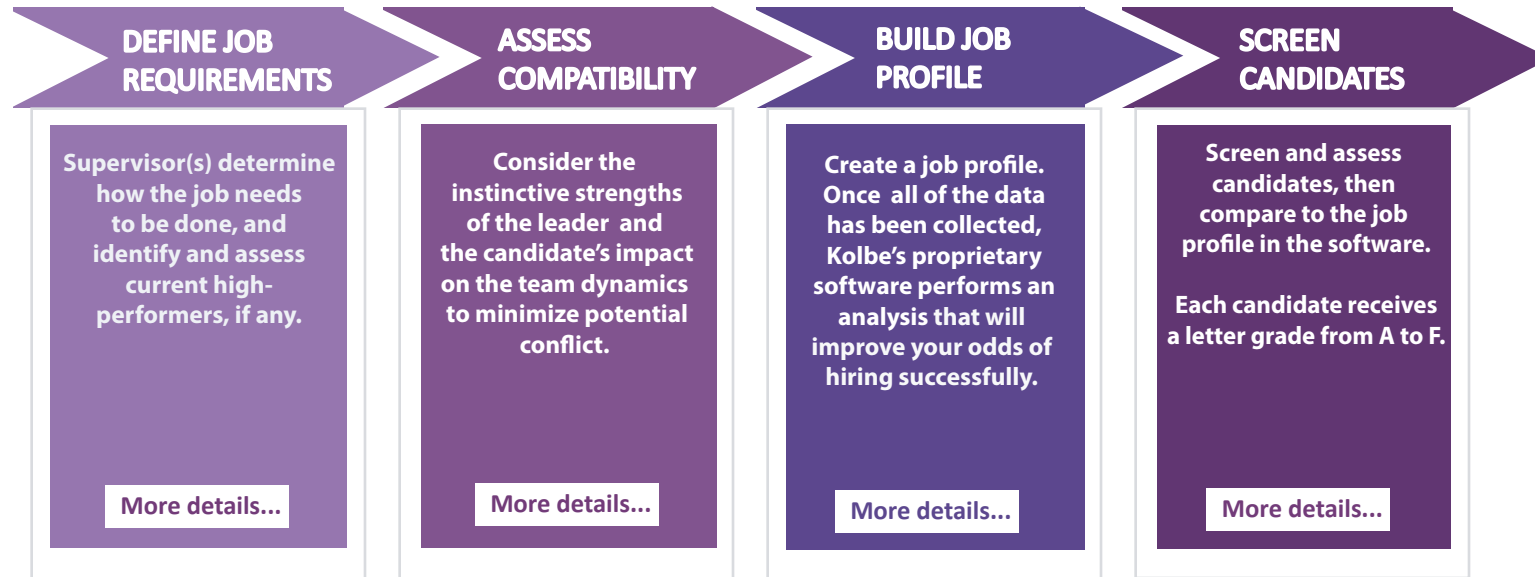 DEFINE JOB
REQUIREMENTS
Supervisor(s) determine
how the job needs
to be done, and
identify and assess
current high-
performers, if any.
More details...
ASSESS
COMPATIBILITY
Consider the
instinctive strengths
of the leader and
the candidate's impact
on the team dynamics
to minimize potential
conflict.
More details...
BUILD JOB
PROFILE
Create a job profile.
Once all of the data
has been collected,
Kolbe's proprietary
software performs an
analysis that will
improve your odds of
hiring successfully.
More details...
SCREEN
CANDIDATES
Screen and assess
candidates, then
compare to the job
profile in the software.
Each candidate receives
a letter grade from A to F.
More details...